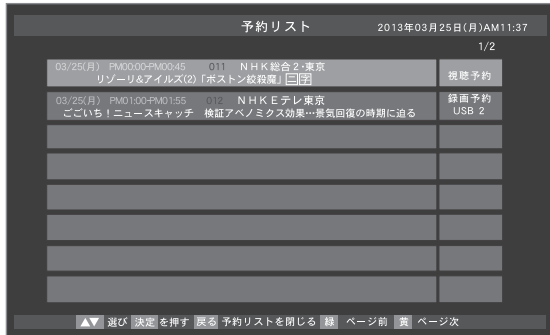 予約リスト 2013年03月25日(月)AM11:37
1/2
03/25(月) PM00:00-PM00:45 011 NHK総合2・東京
リゾーリ&アイルズ(2)「ボストン絞殺魔」二字
視聴予約
03/25(月) PM01:00-PM01:55 012 NHKEテレ東京
ごごいち!ニュースキャッチ 検証アベノミクス効果…景気回復の時期に迫る
録画予約
USB 2
▲▼ 選び 決定 を押す 戻る 予約リストを閉じる 緑 ページ前 黄 ページ次